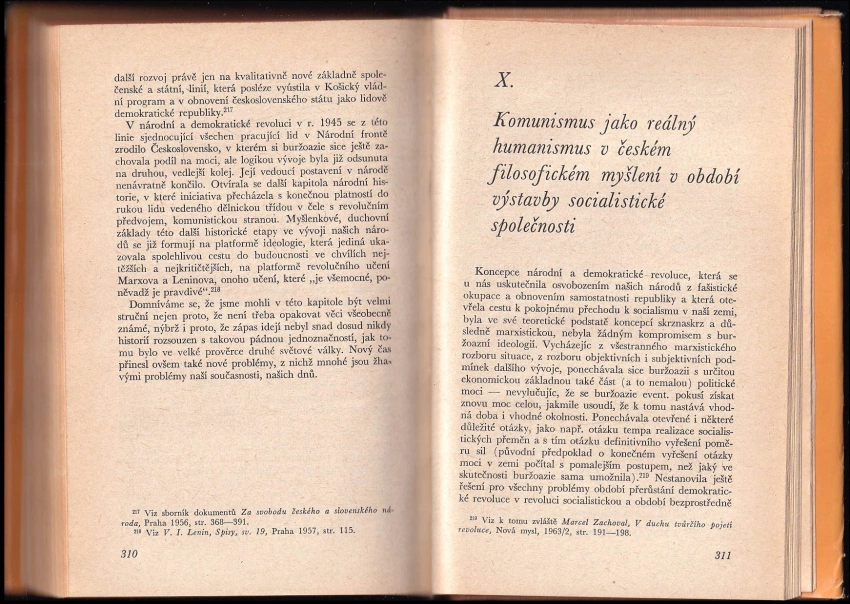 další rozvoj právě jen na kvalitativně nové základně spole-
čenské a státní, linií, která posléze vyústila v Košický vlád-
ní program a v obnovení československého státu jako lidově
demokratické republiky.217
V národní a demokratické revoluci v r. 1945 se z této
linie sjednocující všechen pracující lid v Národní frontě
zrodilo Československo, v kterém si buržoazie sice ještě za-
chovala podíl na moci, ale logikou vývoje byla již odsunuta
na druhou, vedlejší kolej. Její vedoucí postavení v národě
nenávratně končilo. Otvírala se další kapitola národní his-
torie, v které iniciativa přecházela s konečnou platností do
rukou lidu vedeného dělnickou třídou v čele s revolučním
předvojem, komunistickou stranou. Myšlenkové, duchovní
základy této další historické etapy ve vývoji našich náro-
dů se již formují na platformě ideologie, která jediná uka-
zovala spolehlivou cestu do budoucnosti ve chvílích nej-
těžších a nejkritičtějších, na platformě revolučního učení
Marxova a Leninova, onoho učení, které „je všemocné, po-
něvadž je pravdivé“.218
Domníváme se, že jsme mohli v této kapitole být velmi
struční nejen proto, že není třeba opakovat věci všeobecně
známé, nýbrž i proto, že zápas idejí nebyl snad dosud nikdy
historií rozsouzen s takovou pádnou jednoznačností, jak to-
mu bylo ve velké prověrce druhé světové války. Nový čas
přinesl ovšem také nové problémy, z nichž mnohé jsou žha-
vými problémy naší současnosti, našich dnů.
217 Viz sborník dokumentů Za svobodu českého a slovenského ná-
roda, Praha 1956, str. 368—391.
218 Viz V. I. Lenin, Spisy, sv. 19, Praha 1957, str. 115.
310
X.
Komunismus jako reálný
humanismus v českém
filosofickém myšlení v období
výstavby socialistické
společnosti
Koncepce národní a demokratické revoluce, která se
u nás uskutečnila osvobozením našich národů z fašistické
okupace a obnovením samostatnosti republiky a která ote-
vřela cestu k pokojnému přechodu k socialismu v naší zemi,
byla ve své teoretické podstatě koncepcí skrznaskrz a dů-
sledně marxistickou, nebyla žádným kompromisem s bur-
žoazní ideologií. Vycházejíc z všestranného marxistického
rozboru situace, z rozboru objektivních i subjektivních pod-
mínek dalšího vývoje, ponechávala sice buržoazii s určitou
ekonomickou základnou také část (a to nemalou) politické
moci — nevylučujíc, že se buržoazie event. pokusí získat
znovu moc celou, jakmile usoudí, že k tomu nastává vhod-
ná doba i vhodné okolnosti. Ponechávala otevřené i některé
důležité otázky, jako např. otázku tempa realizace socialis-
tických přeměn a s tím otázku definitivního vyřešení pomě-
ru sil (původní předpoklad o konečném vyřešení otázky
moci v zemi počítal s pomalejším postupem, než jaký ve
skutečnosti buržoazie sama umožnila).219 Nestanovila ještě
řešení pro všechny problémy období přerůstání demokratic-
ké revoluce v revoluci socialistickou a období bezprostředně
219 Viz k tomu zvláště Marcel Zachoval, V duchu tvůrčího pojetí
revoluce, Nová mysl, 1963/2, str. 191—198.
311